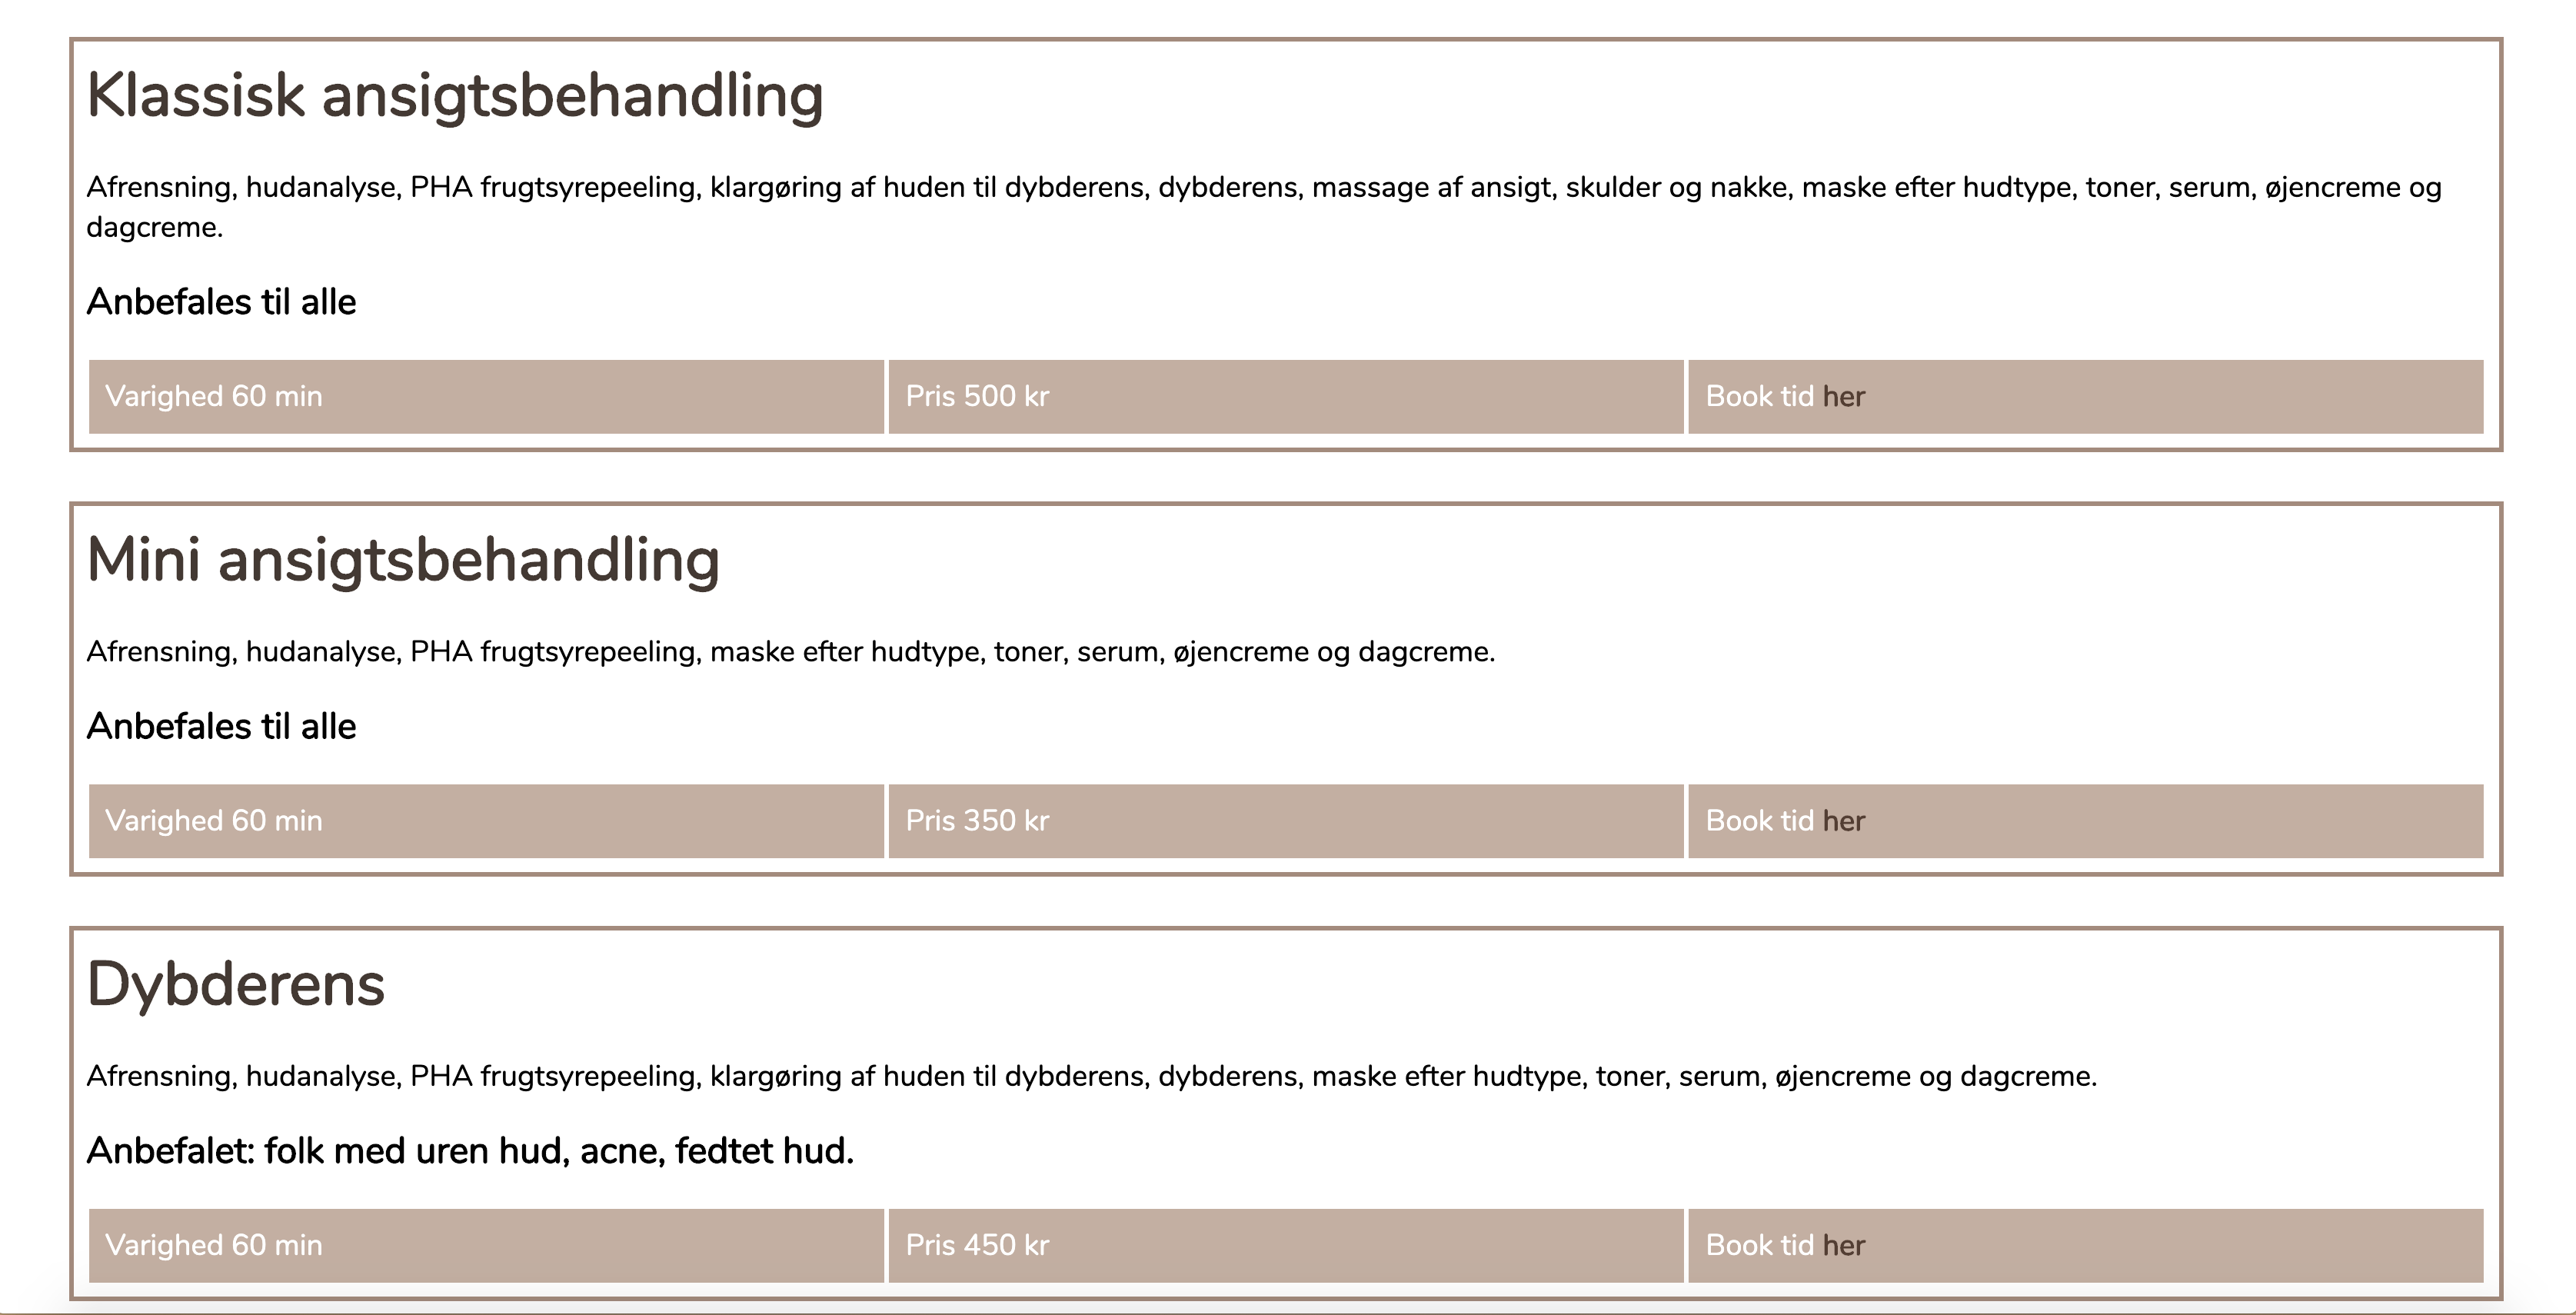 Klassisk ansigtsbehandling
Afrensning, hudanalyse, PHA frugtsyrepeeling, klargøring af huden til dybderens, dybderens, massage af ansigt, skulder og nakke, maske efter hudtype, toner, serum, øjencreme og
dagcreme.
Anbefales til alle
Varighed 60 min
Pris 500 kr
Book tid her
Mini ansigtsbehandling
Afrensning, hudanalyse, PHA frugtsyrepeeling, maske efter hudtype, toner, serum, øjencreme og dagcreme.
Anbefales til alle
Varighed 60 min
Pris 350 kr
Book tid her
Dybderens
Afrensning, hudanalyse, PHA frugtsyrepeeling, klargøring af huden til dybderens, dybderens, maske efter hudtype, toner, serum, øjencreme og dagcreme.
Anbefalet: folk med uren hud, acne, fedtet hud.
Varighed 60 min
Pris 450 kr
Book tid her